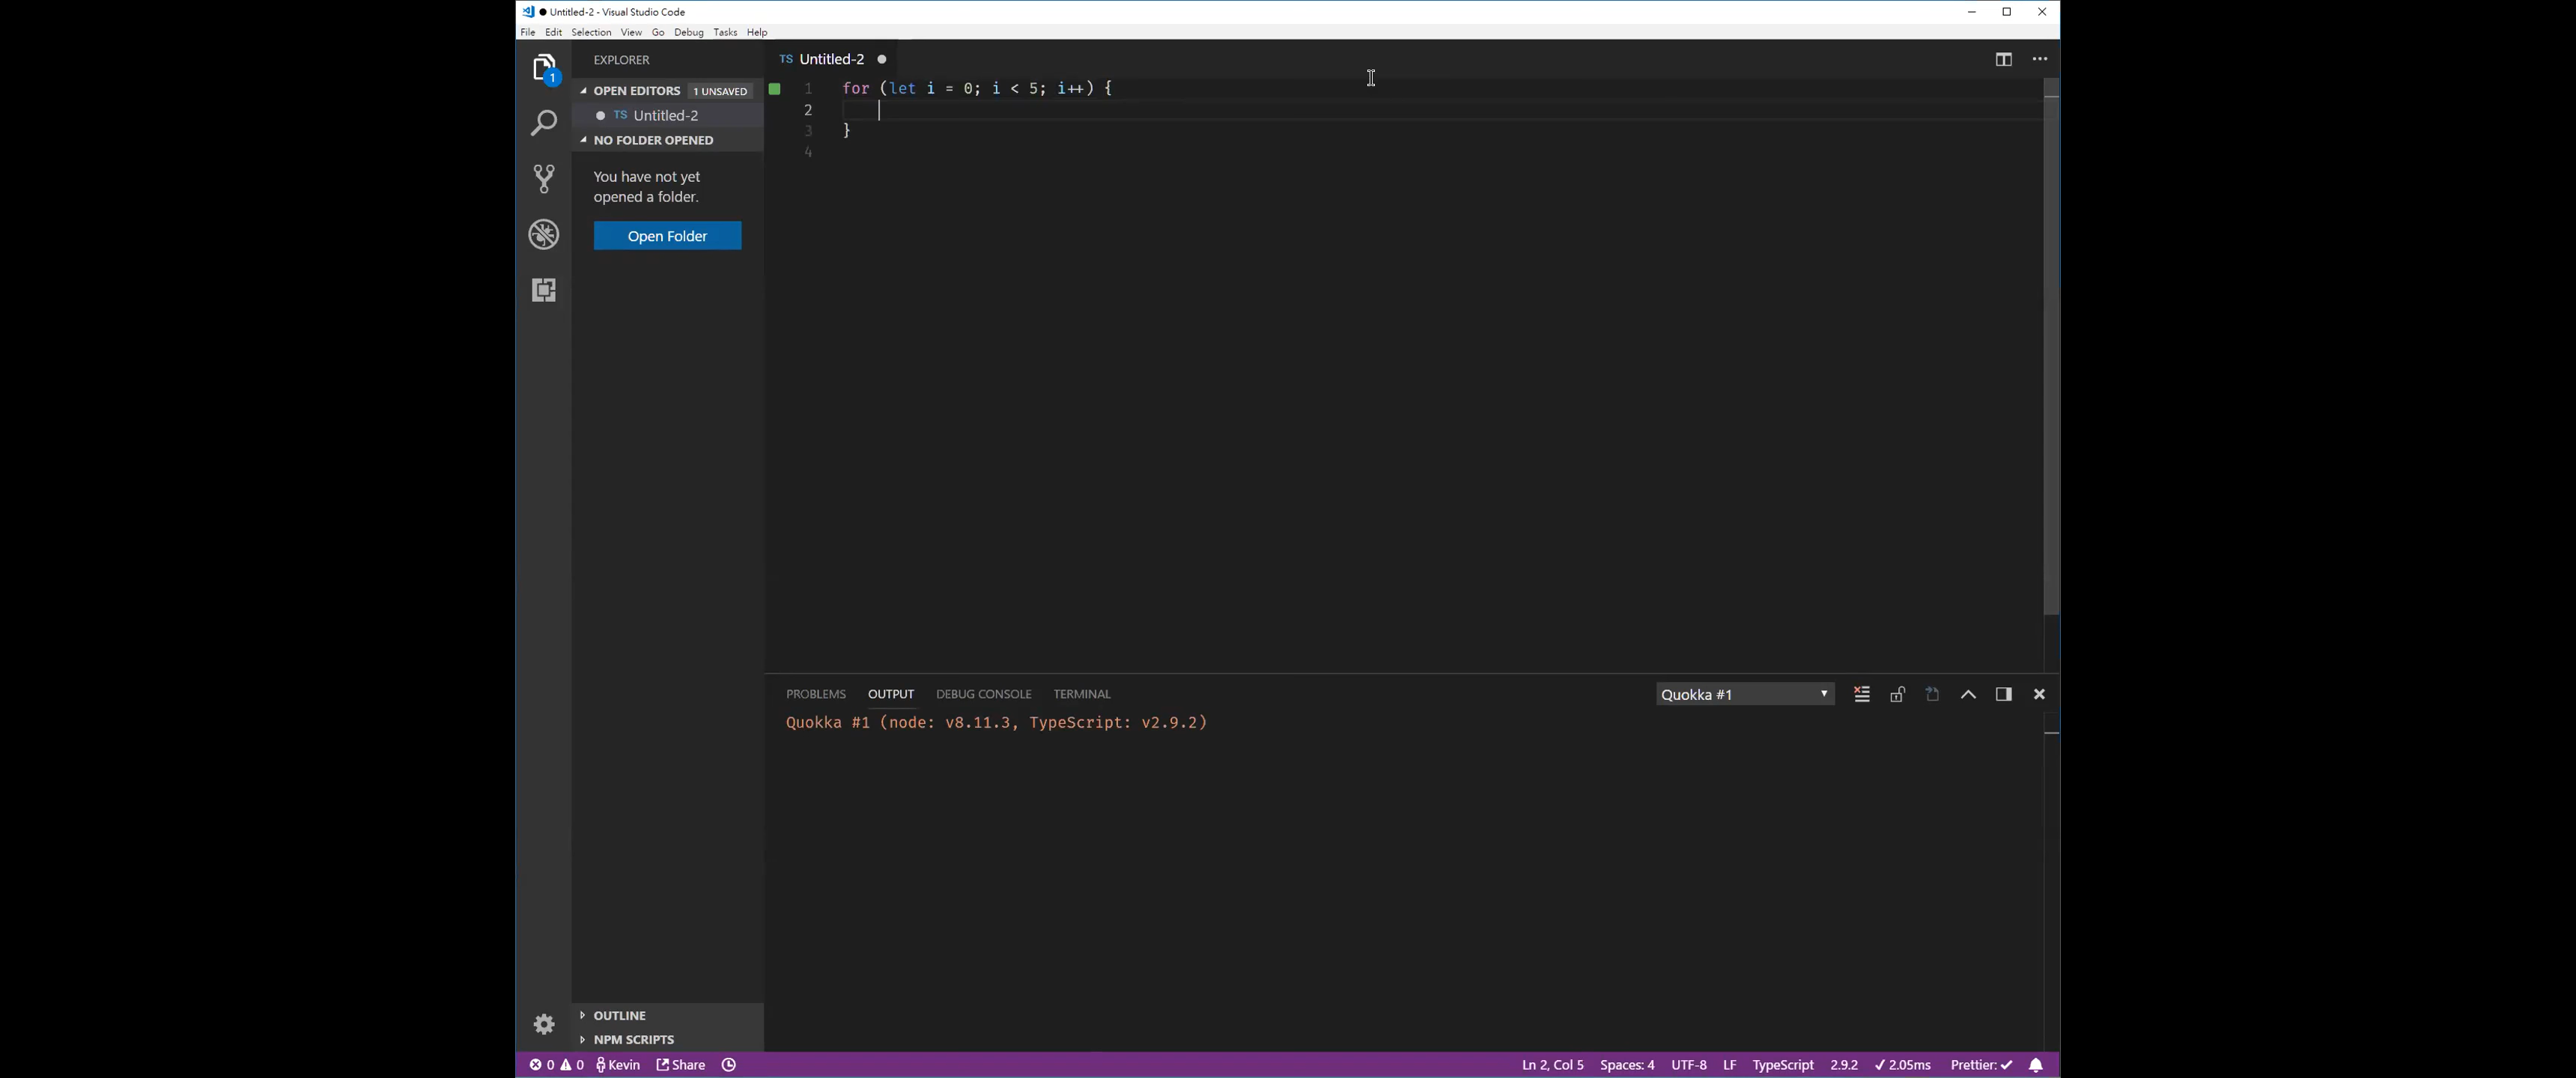 ● Untitled-2 - Visual Studio Code
File Edit Selection View Go Debug Tasks Help
1
EXPLORER
OPEN EDITORS 1 UNSAVED
● TS Untitled-2
NO FOLDER OPENED
You have not yet
opened a folder.
Open Folder
OUTLINE
NPM SCRIPTS
TS Untitled-2 ●
1 for (let i = 0; i < 5; i++) {
2
3 }
4
PROBLEMS OUTPUT DEBUG CONSOLE TERMINAL Quokka #1
Quokka #1 (node: v8.11.3, TypeScript: v2.9.2)
0 0 Kevin Share Ln 2, Col 5 Spaces: 4 UTF-8 LF TypeScript 2.9.2 ✓ 2.05ms Prettier: ✓